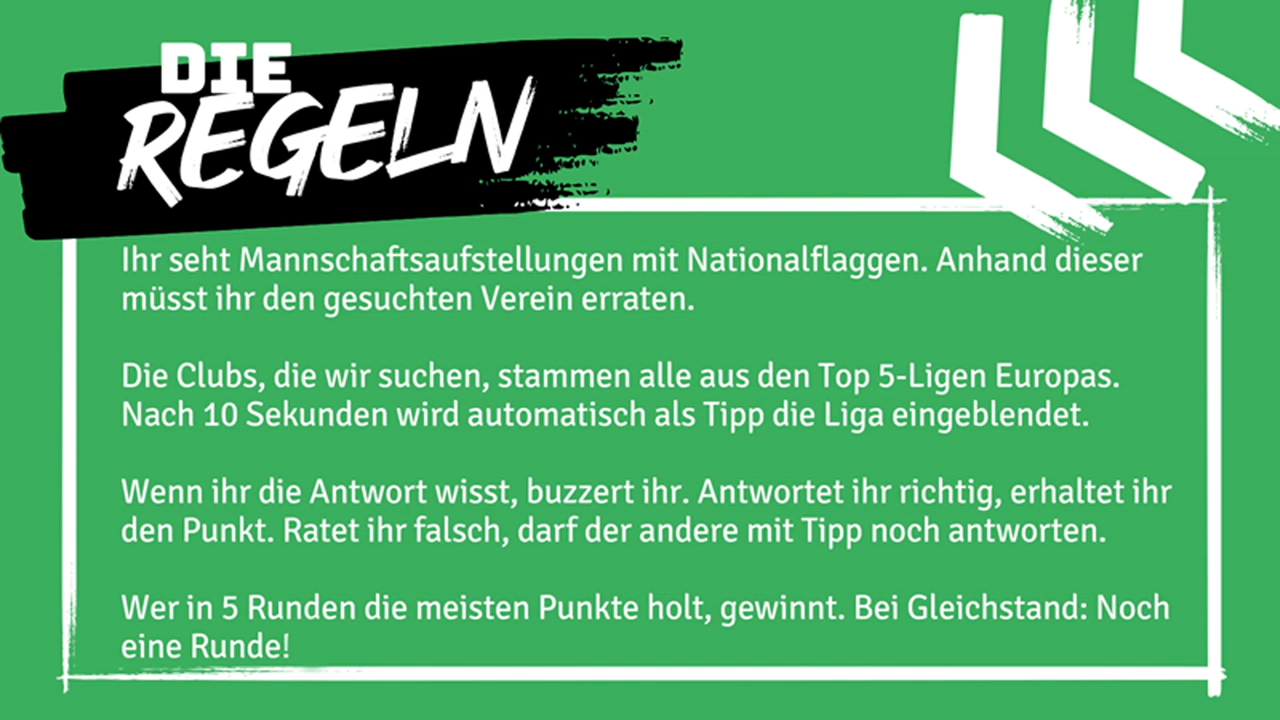 DIE
REGELN
Ihr seht Mannschaftsaufstellungen mit Nationalflaggen. Anhand dieser
müsst ihr den gesuchten Verein erraten.
Die Clubs, die wir suchen, stammen alle aus den Top 5-Ligen Europas.
Nach 10 Sekunden wird automatisch als Tipp die Liga eingeblendet.
Wenn ihr die Antwort wisst, buzzert ihr. Antwortet ihr richtig, erhaltet ihr
den Punkt. Ratet ihr falsch, darf der andere mit Tipp noch antworten.
Wer in 5 Runden die meisten Punkte holt, gewinnt. Bei Gleichstand: Noch
eine Runde!